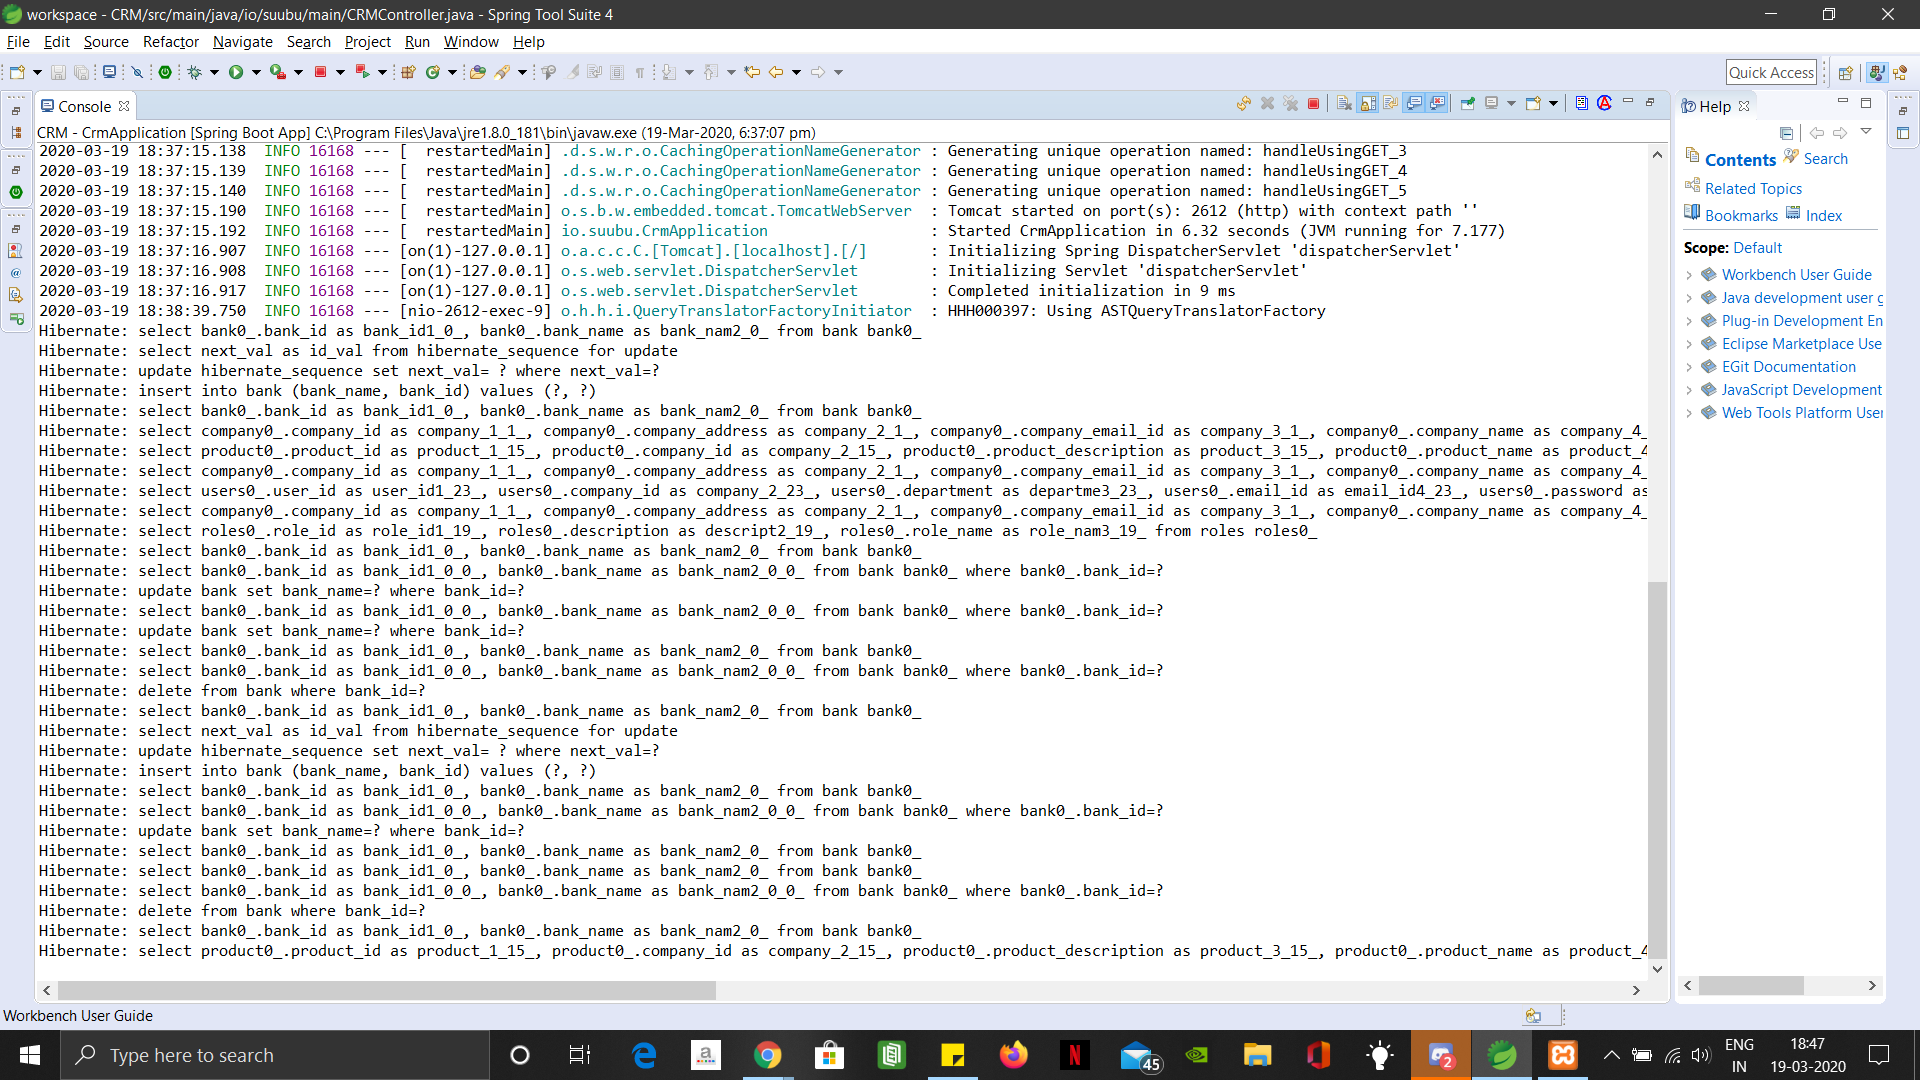 workspace - CRM/src/main/java/io/suubu/main/CRMController.java - Spring Tool Suite 4
File Edit Source Refactor Navigate Search Project Run Window Help
Quick Access
Console
CRM - CrmApplication [Spring Boot App] C:\Program Files\Java\jre1.8.0_181\bin\javaw.exe (19-Mar-2020, 6:37:07 pm)
2020-03-19 18:37:15.138  INFO 16168 --- [  restartedMain] .d.s.w.r.o.CachingOperationNameGenerator : Generating unique operation named: handleUsingGET_3
2020-03-19 18:37:15.139  INFO 16168 --- [  restartedMain] .d.s.w.r.o.CachingOperationNameGenerator : Generating unique operation named: handleUsingGET_4
2020-03-19 18:37:15.140  INFO 16168 --- [  restartedMain] .d.s.w.r.o.CachingOperationNameGenerator : Generating unique operation named: handleUsingGET_5
2020-03-19 18:37:15.190  INFO 16168 --- [  restartedMain] o.s.b.w.embedded.tomcat.TomcatWebServer  : Tomcat started on port(s): 2612 (http) with context path ''
2020-03-19 18:37:15.192  INFO 16168 --- [  restartedMain] io.suubu.CrmApplication                  : Started CrmApplication in 6.32 seconds (JVM running for 7.177)
2020-03-19 18:37:16.907  INFO 16168 --- [on(1)-127.0.0.1] o.a.c.c.C.[Tomcat].[localhost].[/]       : Initializing Spring DispatcherServlet 'dispatcherServlet'
2020-03-19 18:37:16.908  INFO 16168 --- [on(1)-127.0.0.1] o.s.web.servlet.DispatcherServlet        : Initializing Servlet 'dispatcherServlet'
2020-03-19 18:37:16.917  INFO 16168 --- [on(1)-127.0.0.1] o.s.web.servlet.DispatcherServlet        : Completed initialization in 9 ms
2020-03-19 18:38:39.750  INFO 16168 --- [nio-2612-exec-9] o.h.h.i.QueryTranslatorFactoryInitiator  : HHH000397: Using ASTQueryTranslatorFactory
Hibernate: select bank0_.bank_id as bank_id1_0_, bank0_.bank_name as bank_nam2_0_ from bank bank0_
Hibernate: select next_val as id_val from hibernate_sequence for update
Hibernate: update hibernate_sequence set next_val= ? where next_val=?
Hibernate: insert into bank (bank_name, bank_id) values (?, ?)
Hibernate: select bank0_.bank_id as bank_id1_0_, bank0_.bank_name as bank_nam2_0_ from bank bank0_
Hibernate: select company0_.company_id as company_1_1_, company0_.company_address as company_2_1_, company0_.company_email_id as company_3_1_, company0_.company_name as company_4_
Hibernate: select product0_.product_id as product_1_15_, product0_.company_id as company_2_15_, product0_.product_description as product_3_15_, product0_.product_name as product_4
Hibernate: select company0_.company_id as company_1_1_, company0_.company_address as company_2_1_, company0_.company_email_id as company_3_1_, company0_.company_name as company_4_
Hibernate: select users0_.user_id as user_id1_23_, users0_.company_id as company_2_23_, users0_.department as departme3_23_, users0_.email_id as email_id4_23_, users0_.password as
Hibernate: select company0_.company_id as company_1_1_, company0_.company_address as company_2_1_, company0_.company_email_id as company_3_1_, company0_.company_name as company_4_
Hibernate: select roles0_.role_id as role_id1_19_, roles0_.description as descript2_19_, roles0_.role_name as role_nam3_19_ from roles roles0_
Hibernate: select bank0_.bank_id as bank_id1_0_, bank0_.bank_name as bank_nam2_0_ from bank bank0_
Hibernate: select bank0_.bank_id as bank_id1_0_0_, bank0_.bank_name as bank_nam2_0_0_ from bank bank0_ where bank0_.bank_id=?
Hibernate: update bank set bank_name=? where bank_id=?
Hibernate: select bank0_.bank_id as bank_id1_0_0_, bank0_.bank_name as bank_nam2_0_0_ from bank bank0_ where bank0_.bank_id=?
Hibernate: update bank set bank_name=? where bank_id=?
Hibernate: select bank0_.bank_id as bank_id1_0_, bank0_.bank_name as bank_nam2_0_ from bank bank0_
Hibernate: select bank0_.bank_id as bank_id1_0_0_, bank0_.bank_name as bank_nam2_0_0_ from bank bank0_ where bank0_.bank_id=?
Hibernate: delete from bank where bank_id=?
Hibernate: select bank0_.bank_id as bank_id1_0_, bank0_.bank_name as bank_nam2_0_ from bank bank0_
Hibernate: select next_val as id_val from hibernate_sequence for update
Hibernate: update hibernate_sequence set next_val= ? where next_val=?
Hibernate: insert into bank (bank_name, bank_id) values (?, ?)
Hibernate: select bank0_.bank_id as bank_id1_0_, bank0_.bank_name as bank_nam2_0_ from bank bank0_
Hibernate: select bank0_.bank_id as bank_id1_0_0_, bank0_.bank_name as bank_nam2_0_0_ from bank bank0_ where bank0_.bank_id=?
Hibernate: update bank set bank_name=? where bank_id=?
Hibernate: select bank0_.bank_id as bank_id1_0_, bank0_.bank_name as bank_nam2_0_ from bank bank0_
Hibernate: select bank0_.bank_id as bank_id1_0_, bank0_.bank_name as bank_nam2_0_ from bank bank0_
Hibernate: select bank0_.bank_id as bank_id1_0_0_, bank0_.bank_name as bank_nam2_0_0_ from bank bank0_ where bank0_.bank_id=?
Hibernate: delete from bank where bank_id=?
Hibernate: select bank0_.bank_id as bank_id1_0_, bank0_.bank_name as bank_nam2_0_ from bank bank0_
Hibernate: select product0_.product_id as product_1_15_, product0_.company_id as company_2_15_, product0_.product_description as product_3_15_, product0_.product_name as product_4
Help
Contents Search
Related Topics
Bookmarks Index
Scope: Default
Workbench User Guide
Java development user g
Plug-in Development En
Eclipse Marketplace Use
EGit Documentation
JavaScript Development
Web Tools Platform User
Workbench User Guide
Type here to search
45
2
ENG
IN
18:47
19-03-2020